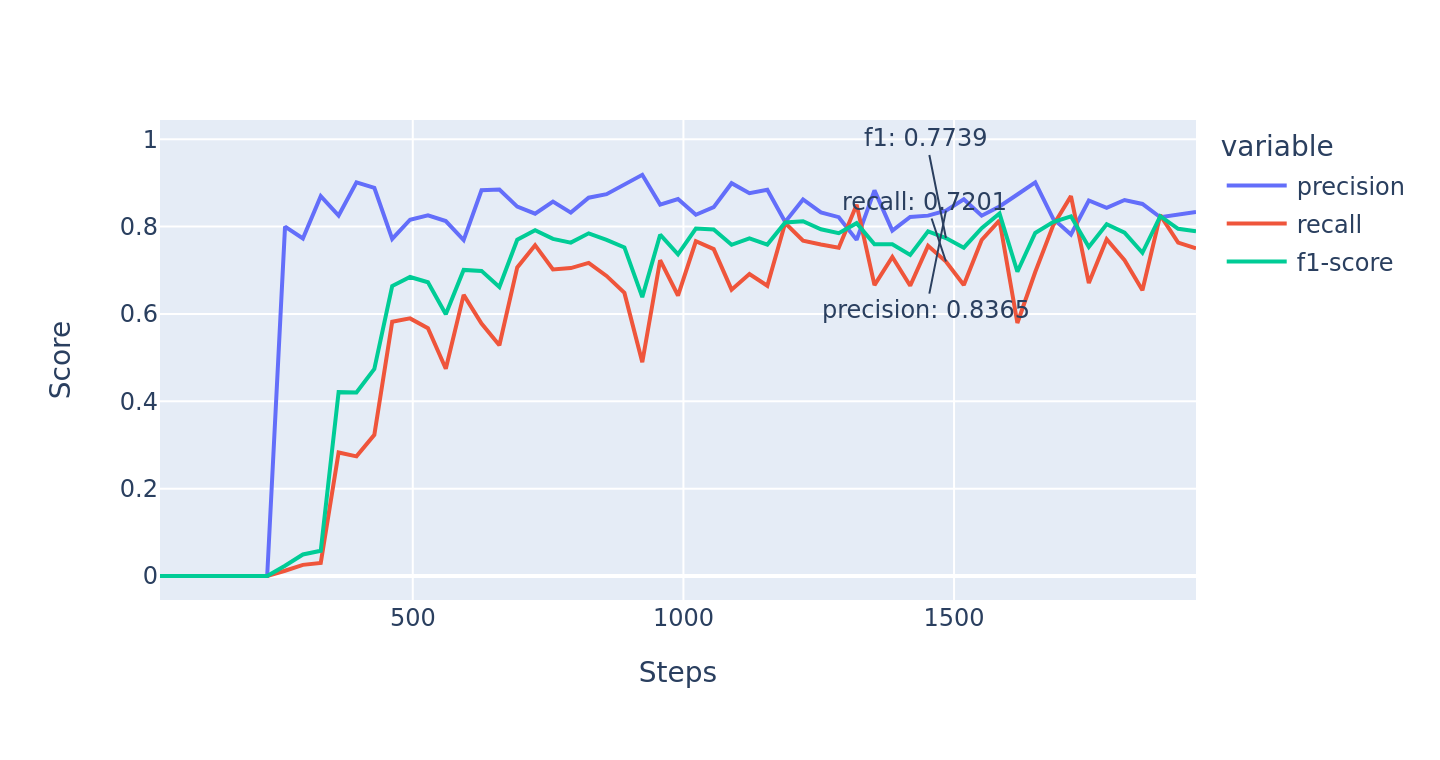 f1: 0.7739
recall: 0.7201
precision: 0.8365
1
0.8
0.6
0.4
0.2
0
500
1000
1500
Score
Steps
variable
precision
recall
f1-score